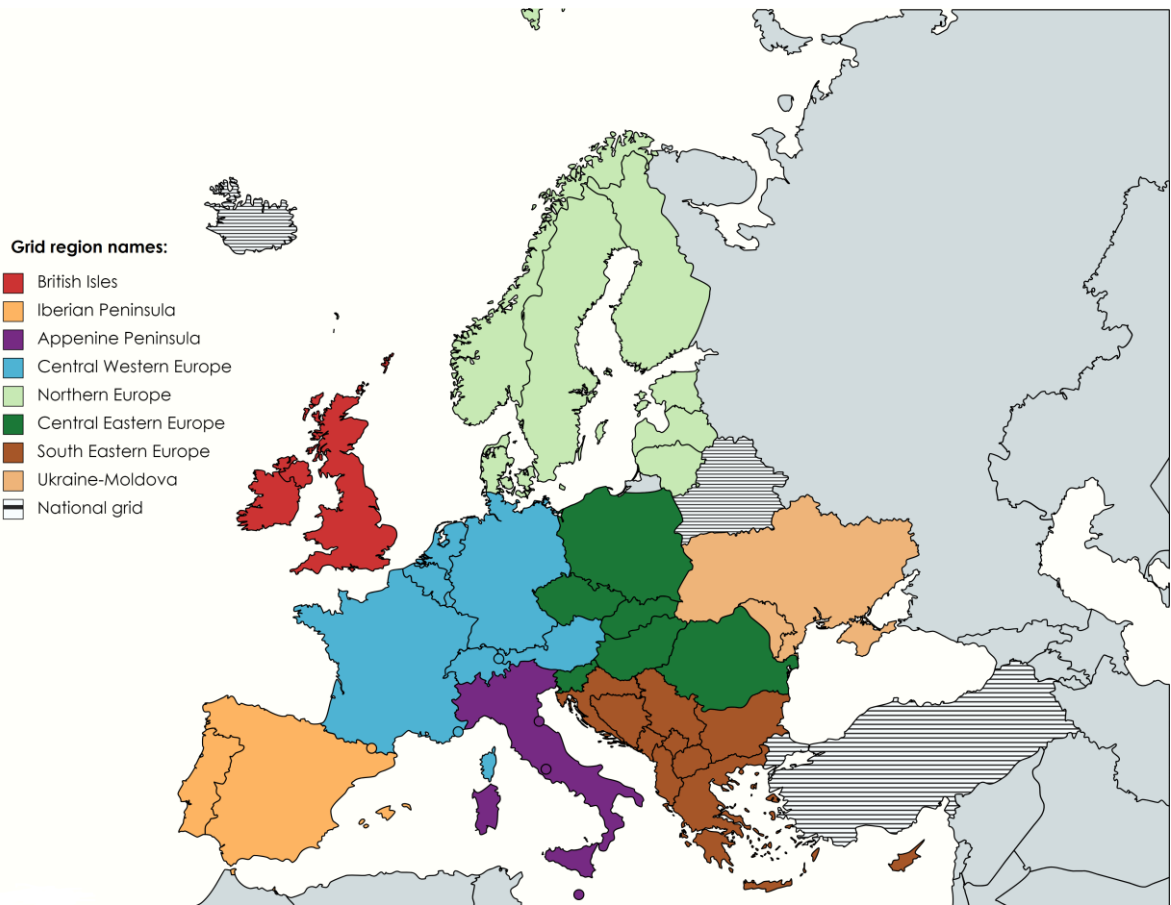 Grid region names:
British Isles
Iberian Peninsula
Appenine Peninsula
Central Western Europe
Northern Europe
Central Eastern Europe
South Eastern Europe
Ukraine-Moldova
National grid